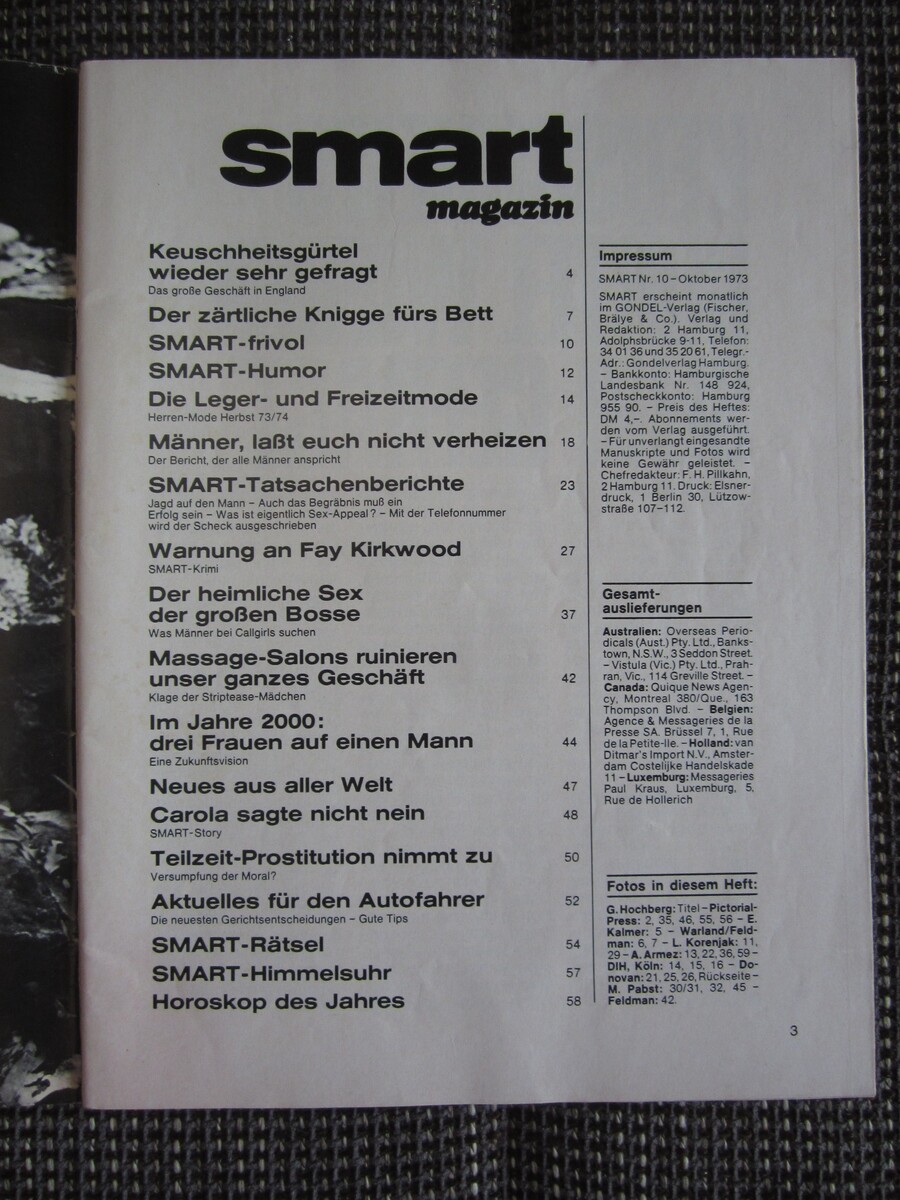 smart
magazin
Keuschheitsgürtel
wieder sehr gefragt 4
Das große Geschäft in England
Der zärtliche Knigge fürs Bett 7
SMART-frivol 10
SMART-Humor 12
Die Leger- und Freizeitmode 14
Herren-Mode Herbst 73/74
Männer, laßt euch nicht verheizen 18
Der Bericht, der alle Männer anspricht
SMART-Tatsachenberichte 23
Jagd auf den Mann – Auch das Begräbnis muß ein
Erfolg sein – Was ist eigentlich Sex-Appeal? – Mit der Telefonnummer
wird der Scheck ausgeschrieben
Warnung an Fay Kirkwood 27
SMART-Krimi
Der heimliche Sex
der großen Bosse 37
Was Männer bei Callgirls suchen
Massage-Salons ruinieren
unser ganzes Geschäft 42
Klage der Striptease-Mädchen
Im Jahre 2000:
drei Frauen auf einen Mann 44
Eine Zukunftsvision
Neues aus aller Welt 47
Carola sagte nicht nein 48
SMART-Story
Teilzeit-Prostitution nimmt zu 50
Versumpfung der Moral?
Aktuelles für den Autofahrer 52
Die neuesten Gerichtsentscheidungen – Gute Tips
SMART-Rätsel 54
SMART-Himmelsuhr 57
Horoskop des Jahres 58
Impressum
SMART Nr. 10 – Oktober 1973
SMART erscheint monatlich
im GONDEL-Verlag (Fischer,
Brälye & Co.). Verlag und
Redaktion: 2 Hamburg 11,
Adolphsbrücke 9-11, Telefon:
34 01 36 und 35 20 61, Telegr.-
Adr.: Gondelverlag Hamburg.
– Bankkonto: Hamburgische
Landesbank Nr. 148 924,
Postscheckkonto: Hamburg
955 90. – Preis des Heftes:
DM 4,–. Abonnements wer-
den vom Verlag ausgeführt.
– Für unverlangt eingesandte
Manuskripte und Fotos wird
keine Gewähr geleistet. –
Chefredakteur: F. H. Pillkahn,
2 Hamburg 11. Druck: Elsner-
druck, 1 Berlin 30, Lützow-
straße 107–112.
Gesamt-
auslieferungen
Australien: Overseas Perio-
dicals (Aust.) Pty. Ltd., Banks-
town, N.S.W., 3 Seddon Street.
– Vistula (Vic.) Pty. Ltd., Prah-
ran, Vic., 114 Greville Street. –
Canada: Quique News Agen-
cy, Montreal 380/Que., 163
Thompson Blvd. – Belgien:
Agence & Messageries de la
Presse SA. Brüssel 7, 1, Rue
de la Petite-Ile. – Holland: van
Ditmar's Import N.V., Amster-
dam Costelijke Handelskade
11 – Luxemburg: Messageries
Paul Kraus, Luxemburg, 5,
Rue de Hollerich
Fotos in diesem Heft:
G. Hochberg: Titel – Pictorial-
Press: 2, 35, 46, 55, 56 – E.
Kalmer: 5 – Warland/Feld-
man: 6, 7 – L. Korenjak: 11,
29 – A. Armez: 13, 22, 36, 59 –
DIH, Köln: 14, 15, 16 – Do-
novan: 21, 25, 26, Rückseite –
M. Pabst: 30/31, 32, 45 –
Feldman: 42.
3